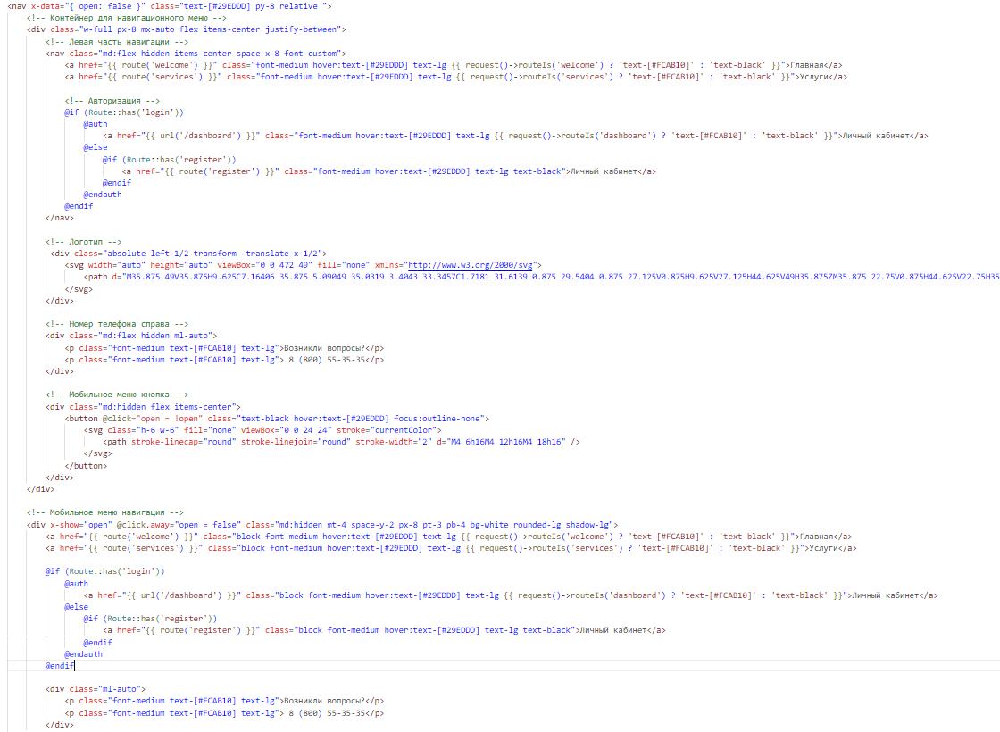 <nav x-data="{ open: false }" class="text-[#29EDDD] py-8 relative ">
<!-- Контейнер для навигационного меню -->
<div class="w-full px-8 mx-auto flex items-center justify-between">
<!-- Левая часть навигации -->
<nav class="md:flex hidden items-center space-x-8 font-custom">
<a href="{{ route('welcome') }}" class="font-medium hover:text-[#29EDDD] text-lg {{ request()->routeIs('welcome') ? 'text-[#FCAB10]' : 'text-black' }}">Главная</a>
<a href="{{ route('services') }}" class="font-medium hover:text-[#29EDDD] text-lg {{ request()->routeIs('services') ? 'text-[#FCAB10]' : 'text-black' }}">Услуги</a>
<!-- Авторизация -->
@if (Route::has('login'))
@auth
<a href="{{ url('/dashboard') }}" class="font-medium hover:text-[#29EDDD] text-lg {{ request()->routeIs('dashboard') ? 'text-[#FCAB10]' : 'text-black' }}">Личный кабинет</a>
@else
@if (Route::has('register'))
<a href="{{ route('register') }}" class="font-medium hover:text-[#29EDDD] text-lg text-black">Личный кабинет</a>
@endif
@endauth
@endif
</nav>
<!-- Логотип -->
<div class="absolute left-1/2 transform -translate-x-1/2">
<svg width="auto" height="auto" viewBox="0 0 472 49" fill="none" xmlns="http://www.w3.org/2000/svg">
<path d="M35.875 49V35.875H9.625C7.16406 35.875 5.09049 35.0319 3.4043 33.3457C1.7181 31.6139 0.875 29.5404 0.875 27.125V0.875H9.625V27.125H44.625V49H35.875ZM35.875 22.75V0.875H44.625V22.75H35
</svg>
</div>
<!-- Номер телефона справа -->
<div class="md:flex hidden ml-auto">
<p class="font-medium text-[#FCAB10] text-lg">Возникли вопросы?</p>
<p class="font-medium text-[#FCAB10] text-lg"> 8 (800) 55-35-35</p>
</div>
<!-- Мобильное меню кнопка -->
<div class="md:hidden flex items-center">
<button @click="open = !open" class="text-black hover:text-[#29EDDD] focus:outline-none">
<svg class="h-6 w-6" fill="none" viewBox="0 0 24 24" stroke="currentColor">
<path stroke-linecap="round" stroke-linejoin="round" stroke-width="2" d="M4 6h16M4 12h16M4 18h16" />
</svg>
</button>
</div>
</div>
<!-- Мобильное меню навигация -->
<div x-show="open" @click.away="open = false" class="md:hidden mt-4 space-y-2 px-8 pt-3 pb-4 bg-white rounded-lg shadow-lg">
<a href="{{ route('welcome') }}" class="block font-medium hover:text-[#29EDDD] text-lg {{ request()->routeIs('welcome') ? 'text-[#FCAB10]' : 'text-black' }}">Главная</a>
<a href="{{ route('services') }}" class="block font-medium hover:text-[#29EDDD] text-lg {{ request()->routeIs('services') ? 'text-[#FCAB10]' : 'text-black' }}">Услуги</a>
@if (Route::has('login'))
@auth
<a href="{{ url('/dashboard') }}" class="block font-medium hover:text-[#29EDDD] text-lg {{ request()->routeIs('dashboard') ? 'text-[#FCAB10]' : 'text-black' }}">Личный кабинет</a>
@else
@if (Route::has('register'))
<a href="{{ route('register') }}" class="block font-medium hover:text-[#29EDDD] text-lg text-black">Личный кабинет</a>
@endif
@endauth
@endif
<div class="ml-auto">
<p class="font-medium text-[#FCAB10] text-lg">Возникли вопросы?</p>
<p class="font-medium text-[#FCAB10] text-lg"> 8 (800) 55-35-35</p>
</div>